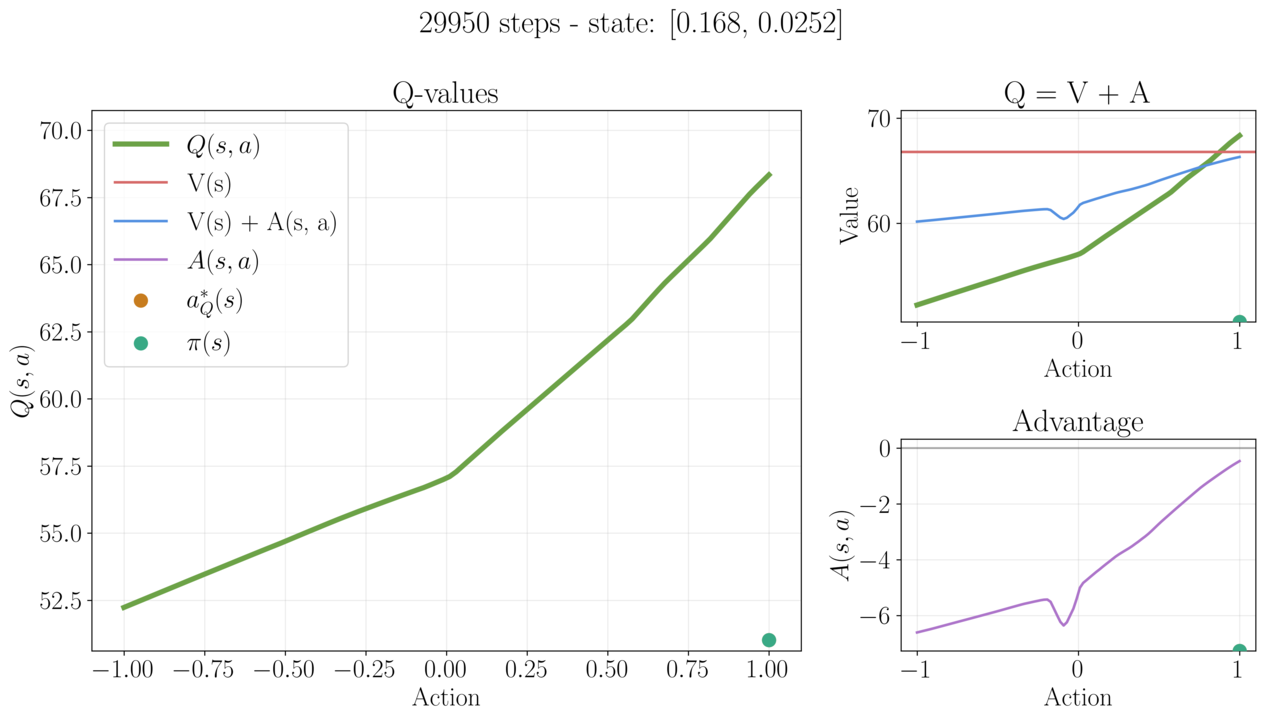 29950 steps - state: [0.168, 0.0252]
Q-values
Q(s, a)
V(s)
V(s) + A(s, a)
A(s, a)
a*_Q(s)
π(s)
70.0
67.5
65.0
62.5
60.0
57.5
55.0
52.5
Q(s, a)
−1.00 −0.75 −0.50 −0.25 0.00 0.25 0.50 0.75 1.00
Action
Q = V + A
70
60
Value
−1 0 1
Action
Advantage
0
−2
−4
−6
A(s, a)
−1 0 1
Action